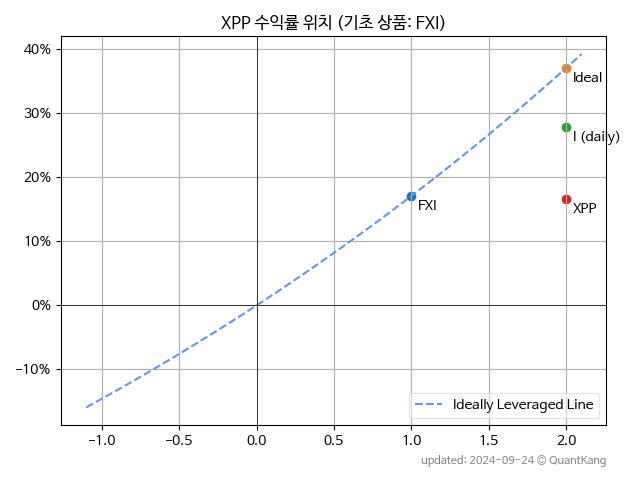 XPP 수익률 위치 (기초 상품: FXI)
40%
30%
20%
10%
0%
−10%
Ideal
I (daily)
XPP
FXI
Ideally Leveraged Line
−1.0 −0.5 0.0 0.5 1.0 1.5 2.0
updated: 2024-09-24 © QuantKang